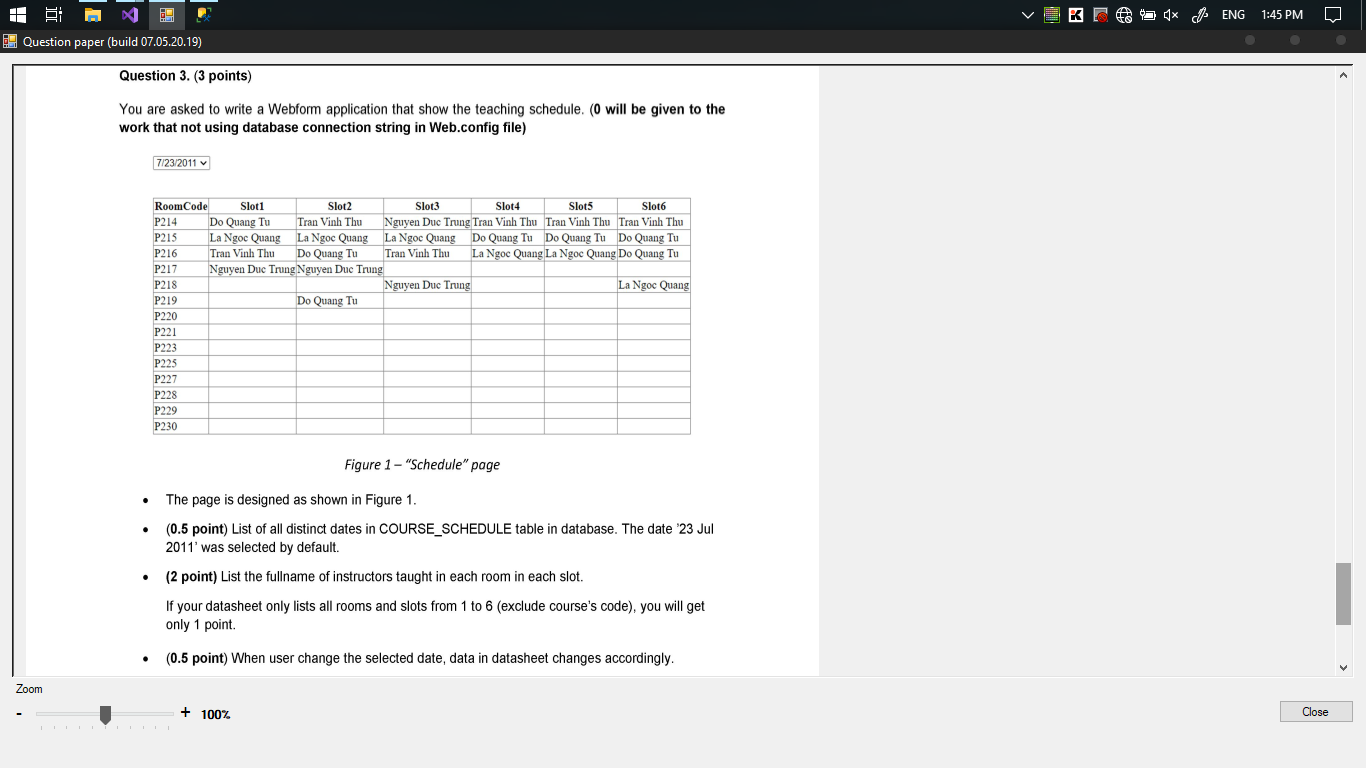 ENG 1:45 PM
Question paper (build 07.05.20.19)
Question 3. (3 points)
You are asked to write a Webform application that show the teaching schedule. (0 will be given to the
work that not using database connection string in Web.config file)
7/23/2011
RoomCode Slot1 Slot2 Slot3 Slot4 Slot5 Slot6
P214 Do Quang Tu Tran Vinh Thu Nguyen Duc Trung Tran Vinh Thu Tran Vinh Thu Tran Vinh Thu
P215 La Ngoc Quang La Ngoc Quang La Ngoc Quang Do Quang Tu Do Quang Tu Do Quang Tu
P216 Tran Vinh Thu Do Quang Tu Tran Vinh Thu La Ngoc Quang La Ngoc Quang Do Quang Tu
P217 Nguyen Duc Trung Nguyen Duc Trung
P218 Nguyen Duc Trung La Ngoc Quang
P219 Do Quang Tu
P220
P221
P223
P225
P227
P228
P229
P230
Figure 1 – “Schedule” page
• The page is designed as shown in Figure 1.
• (0.5 point) List of all distinct dates in COURSE_SCHEDULE table in database. The date ’23 Jul
2011’ was selected by default.
• (2 point) List the fullname of instructors taught in each room in each slot.
If your datasheet only lists all rooms and slots from 1 to 6 (exclude course’s code), you will get
only 1 point.
• (0.5 point) When user change the selected date, data in datasheet changes accordingly.
Zoom
- + 100%
Close